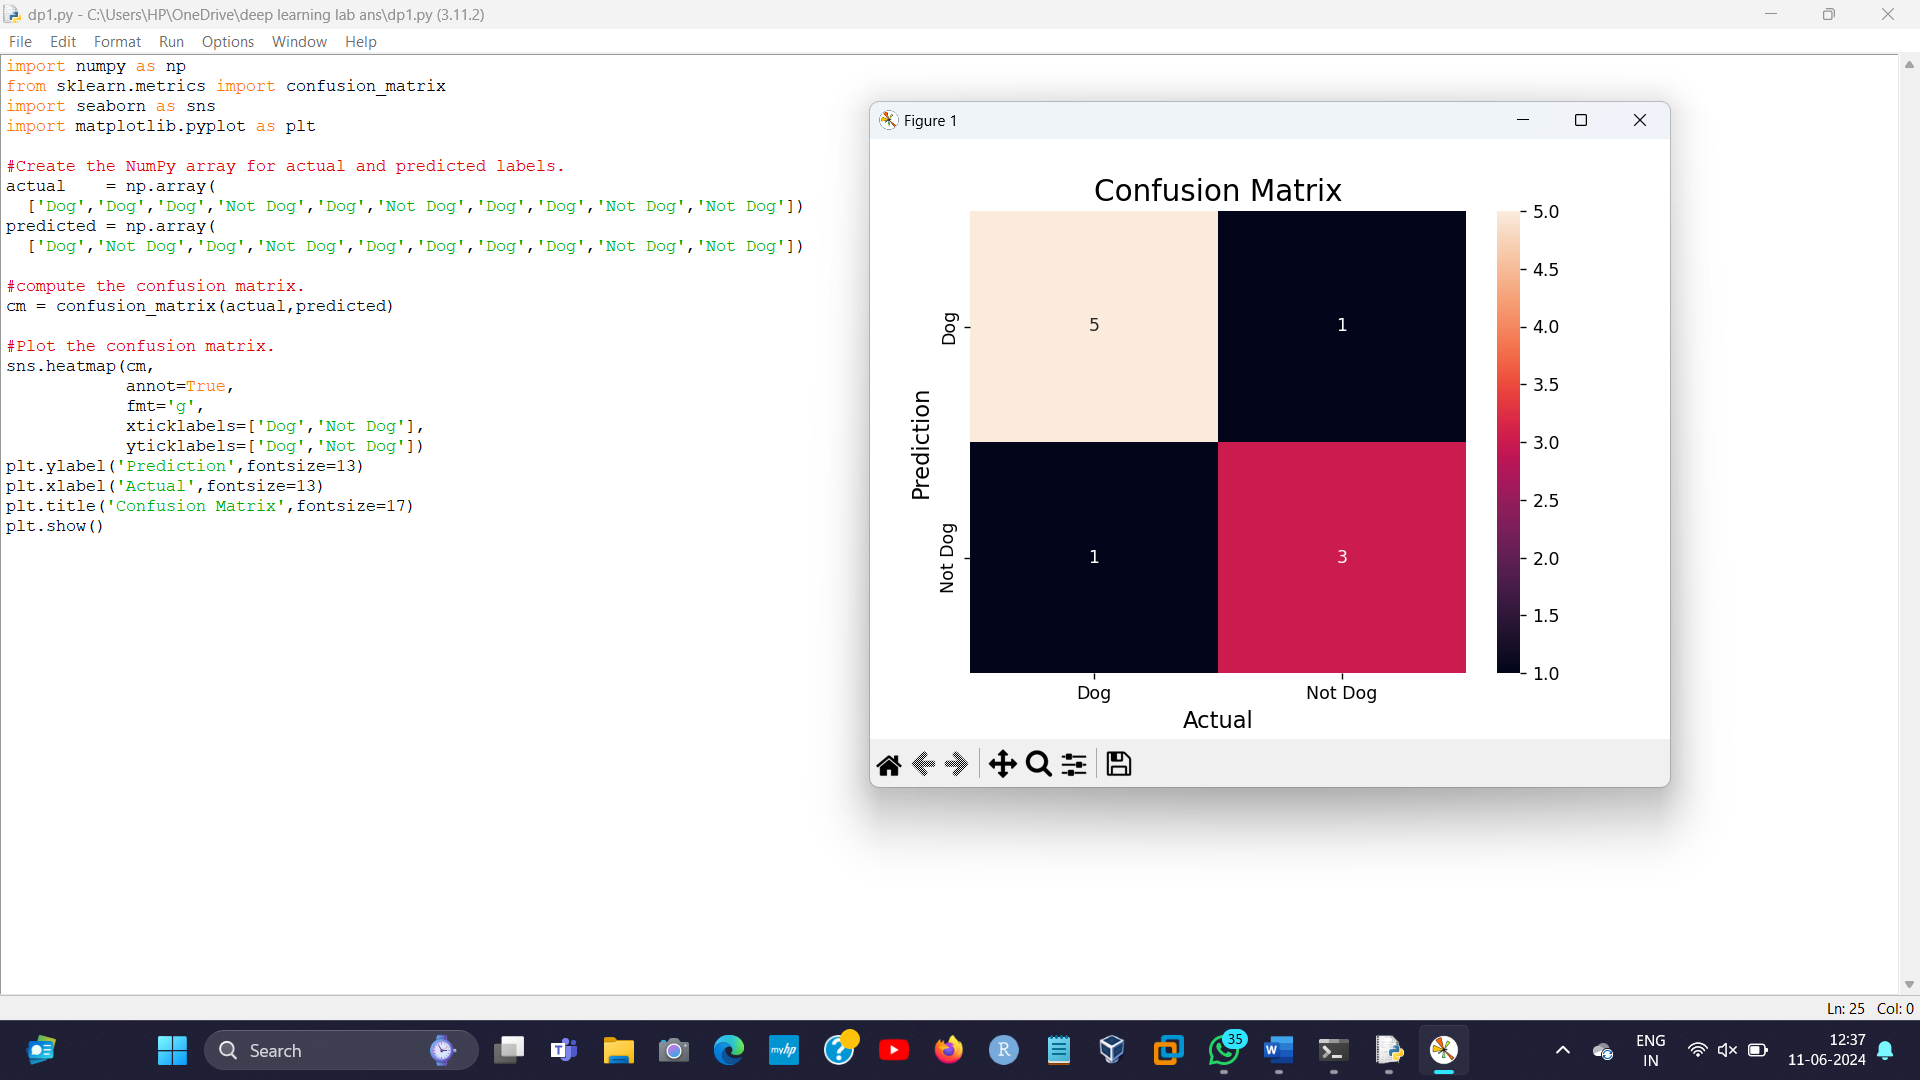 dp1.py - C:\Users\HP\OneDrive\deep learning lab ans\dp1.py (3.11.2)
File Edit Format Run Options Window Help
import numpy as np
from sklearn.metrics import confusion_matrix
import seaborn as sns
import matplotlib.pyplot as plt
#Create the NumPy array for actual and predicted labels.
actual    = np.array(
  ['Dog','Dog','Dog','Not Dog','Dog','Not Dog','Dog','Dog','Not Dog','Not Dog'])
predicted = np.array(
  ['Dog','Not Dog','Dog','Not Dog','Dog','Dog','Dog','Dog','Not Dog','Not Dog'])
#compute the confusion matrix.
cm = confusion_matrix(actual,predicted)
#Plot the confusion matrix.
sns.heatmap(cm,
            annot=True,
            fmt='g',
            xticklabels=['Dog','Not Dog'],
            yticklabels=['Dog','Not Dog'])
plt.ylabel('Prediction',fontsize=13)
plt.xlabel('Actual',fontsize=13)
plt.title('Confusion Matrix',fontsize=17)
plt.show()
Figure 1
Confusion Matrix
Prediction
Dog
Not Dog
5 1
1 3
Dog Not Dog
Actual
5.0
4.5
4.0
3.5
3.0
2.5
2.0
1.5
1.0
Ln: 25 Col: 0
Search
myhp
R
W
35
ENG
IN
12:37
11-06-2024